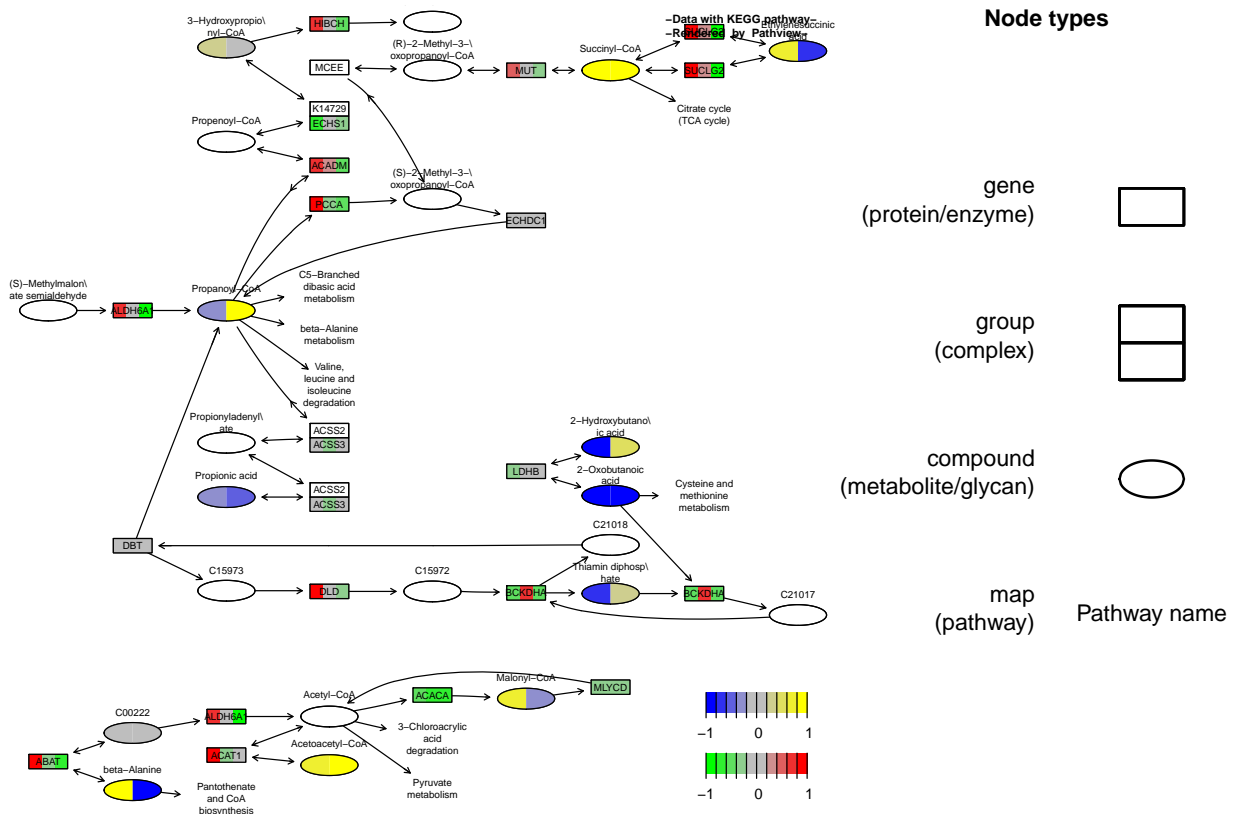 3−Hydroxypropio\
nyl−CoA
HIBCH
−Data with KEGG pathway−
−Rendered by Pathview−
Node types
(R)−2−Methyl−3−\
oxopropanoyl−CoA
Succinyl−CoA
SUCLG2
Ethylenesuccinic
acid
MCEE
MUT
SUCLG2
Citrate cycle
(TCA cycle)
K14729
ECHS1
Propenoyl−CoA
ACADM
(S)−2−Methyl−3−\
oxopropanoyl−CoA
PCCA
ECHDC1
gene
(protein/enzyme)
(S)−Methylmalon\
ate semialdehyde
ALDH6A1
Propanoyl−CoA
C5−Branched
dibasic acid
metabolism
beta−Alanine
metabolism
Valine,
leucine and
isoleucine
degradation
group
(complex)
Propionyladenyl\
ate
ACSS2
ACSS3
Propionic acid
ACSS2
ACSS3
2−Hydroxybutano\
ic acid
LDHB
2−Oxobutanoic
acid
Cysteine and
methionine
metabolism
compound
(metabolite/glycan)
DBT
C21018
C15973
DLD
C15972
BCKDHA
Thiamin diphosp\
hate
BCKDHA
C21017
map
(pathway)
Pathway name
C00222
ALDH6A1
Acetyl−CoA
ACACA
Malonyl−CoA
MLYCD
3−Chloroacrylic
acid
degradation
ABAT
ACAT1
Acetoacetyl−CoA
beta−Alanine
Pantothenate
and CoA
biosynthesis
Pyruvate
metabolism
−1 0 1
−1 0 1